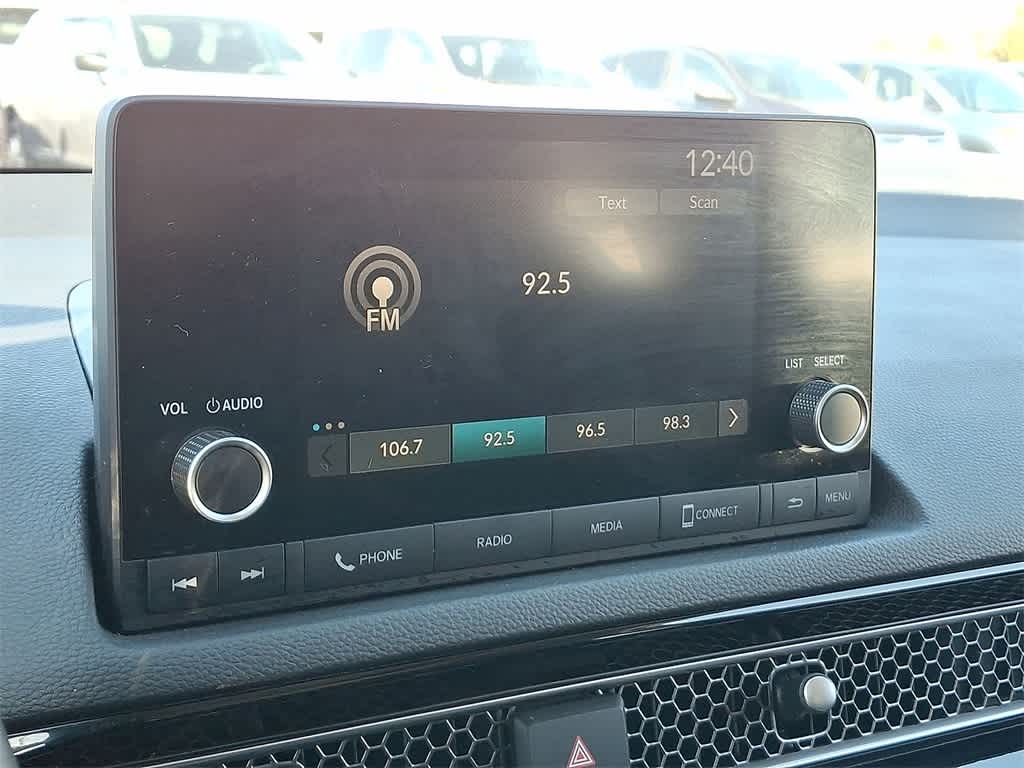 12:40
Text Scan
92.5
FM
LIST SELECT
VOL AUDIO
106.7 92.5 96.5 98.3
PHONE RADIO MEDIA CONNECT MENU